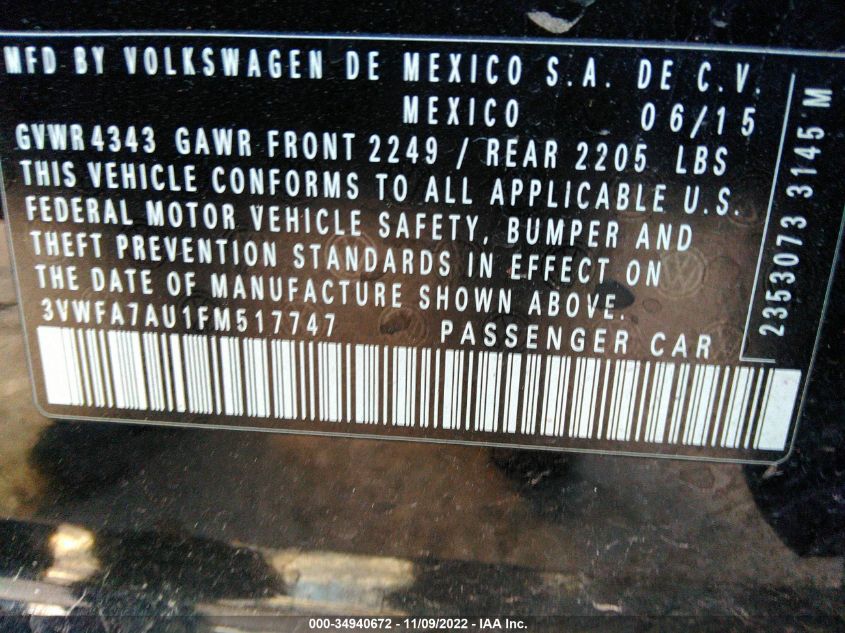 MFD BY VOLKSWAGEN DE MEXICO S.A. DE C.V.
MEXICO 06/15
GVWR 4343 GAWR FRONT 2249 / REAR 2205 LBS
THIS VEHICLE CONFORMS TO ALL APPLICABLE U.S.
FEDERAL MOTOR VEHICLE SAFETY, BUMPER AND
THEFT PREVENTION STANDARDS IN EFFECT ON
THE DATE OF MANUFACTURE SHOWN ABOVE.
3VWFA7AU1FM517747 PASSENGER CAR
2353073 3145 M
000-34940672 - 11/09/2022 - IAA Inc.